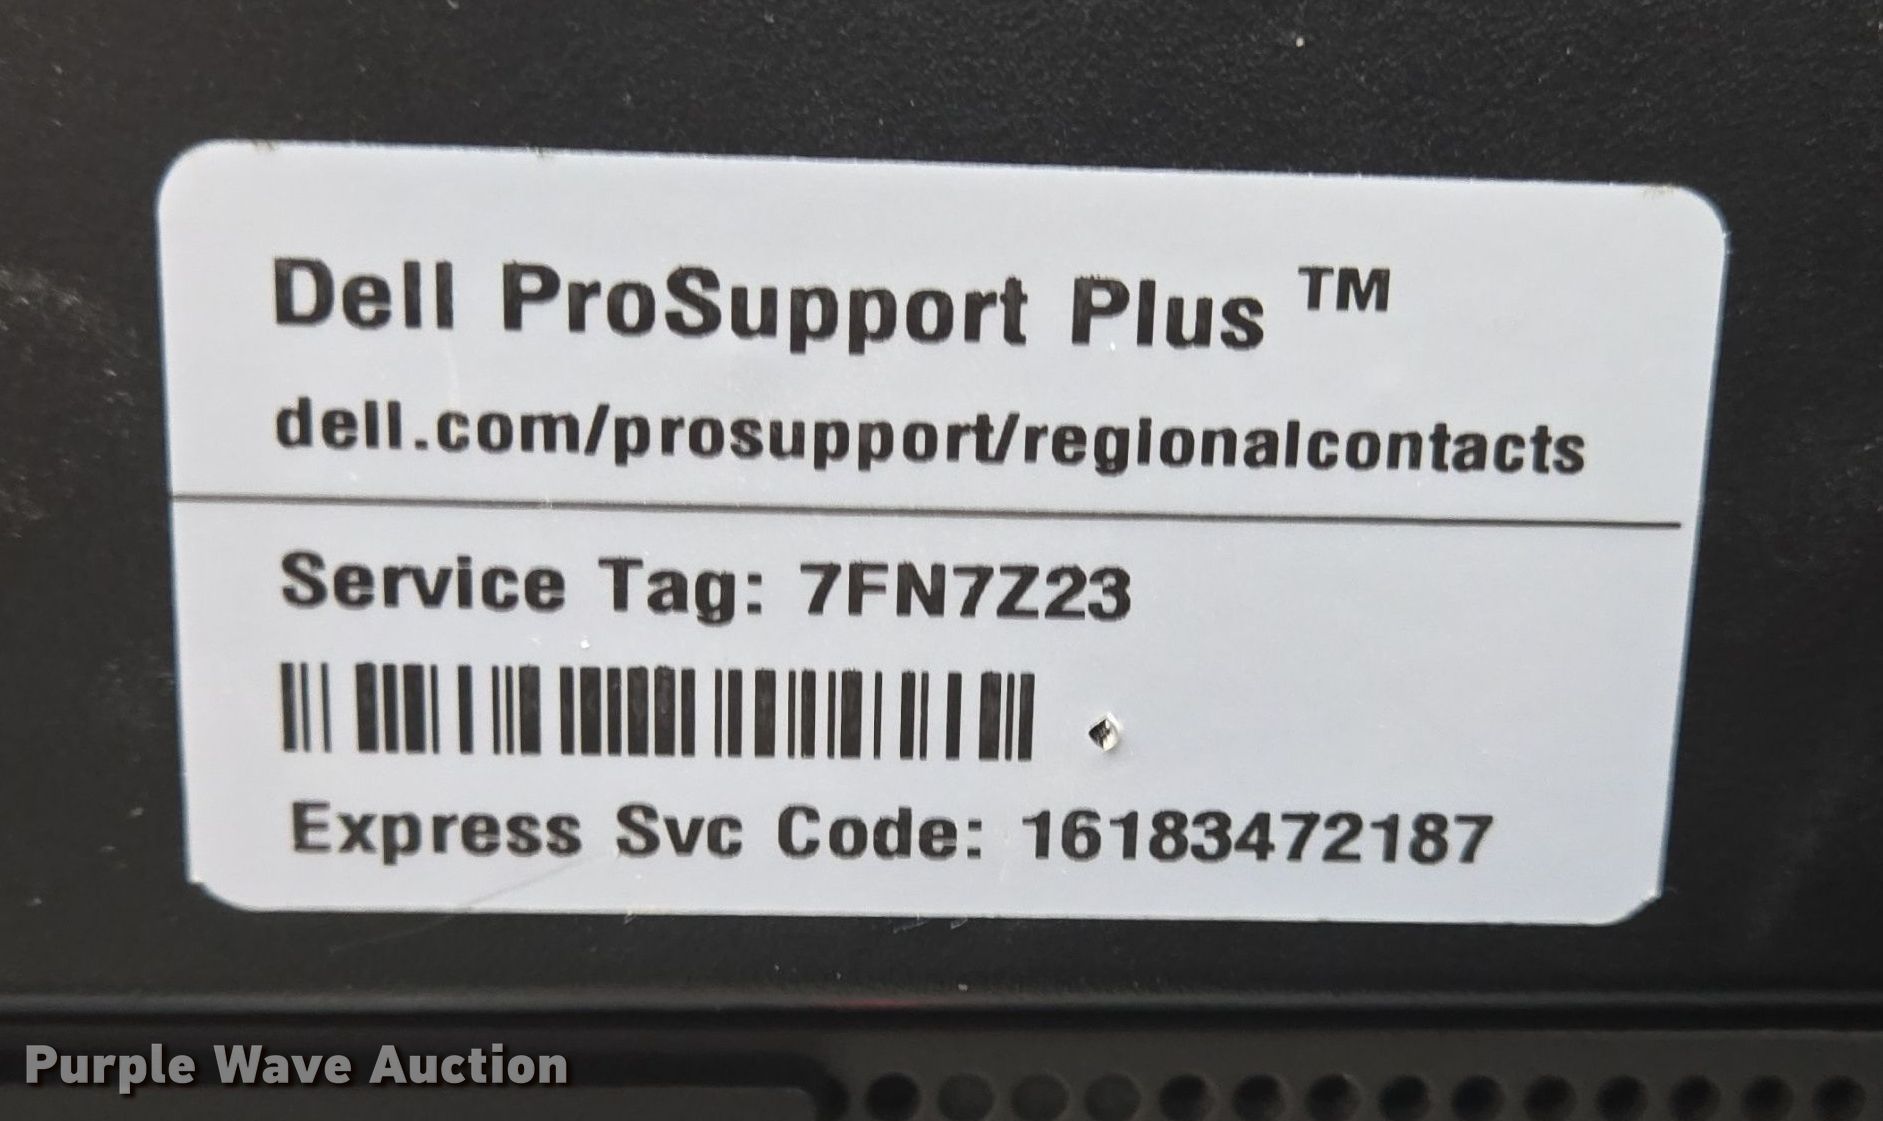 Dell ProSupport Plus ™
dell.com/prosupport/regionalcontacts
Service Tag: 7FN7Z23
Express Svc Code: 16183472187
Purple Wave Auction